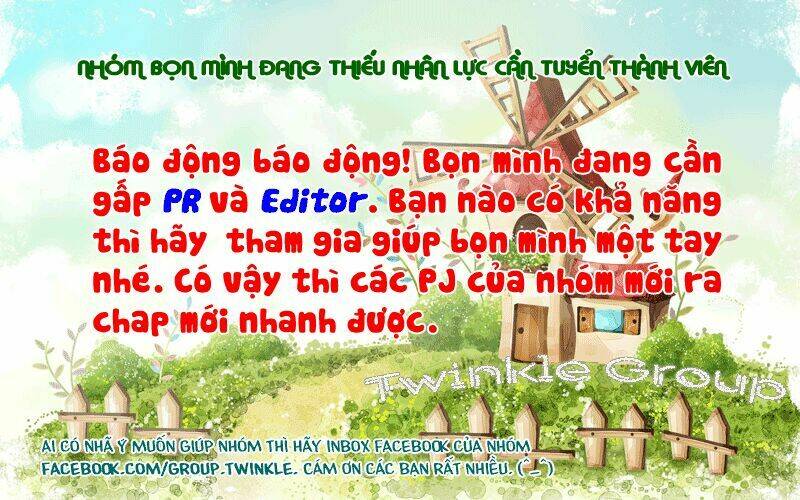 NHÓM BỌN MÌNH ĐANG THIẾU NHÂN LỰC CẦN TUYỂN THÀNH VIÊN
Báo động báo động! Bọn mình đang cần
gấp PR và Editor. Bạn nào có khả năng
thì hãy tham gia giúp bọn mình một tay
nhé. Có vậy thì các PJ của nhóm mới ra
chap mới nhanh được.
Twinkle Group
AI CÓ NHÃ Ý MUỐN GIÚP NHÓM THÌ HÃY INBOX FACEBOOK CỦA NHÓM
FACEBOOK.COM/GROUP.TWINKLE. CÁM ƠN CÁC BẠN RẤT NHIỀU. (^_^)